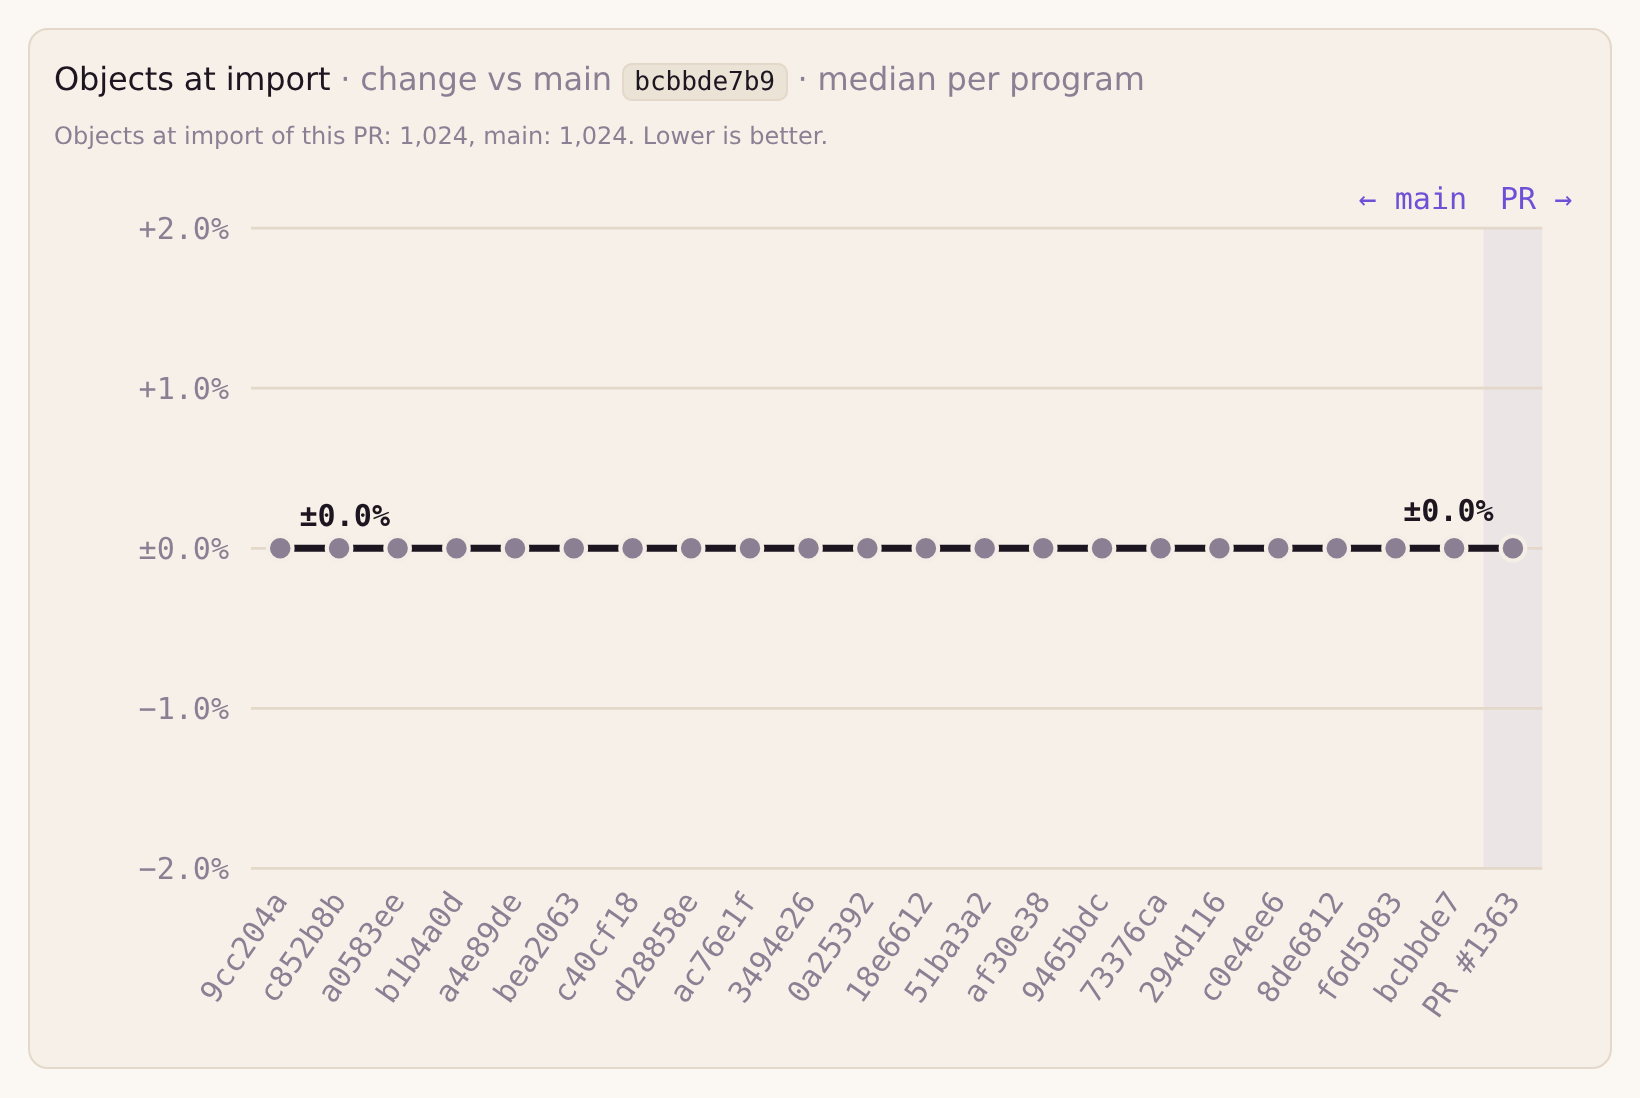 Objects at import · change vs main bcbbde7b9 · median per program
Objects at import of this PR: 1,024, main: 1,024. Lower is better.
← main PR →
+2.0%
+1.0%
±0.0%
±0.0%
±0.0%
−1.0%
−2.0%
9cc204a
c852b8b
a0583ee
b1b4a0d
a4e89de
bea2063
c40cf18
d28858e
ac76e1f
3494e26
0a25392
18e6612
51ba3a2
af30e38
9465bdc
73376ca
294d116
c0e4ee6
8de6812
f6d5983
bcbbde7
PR #1363